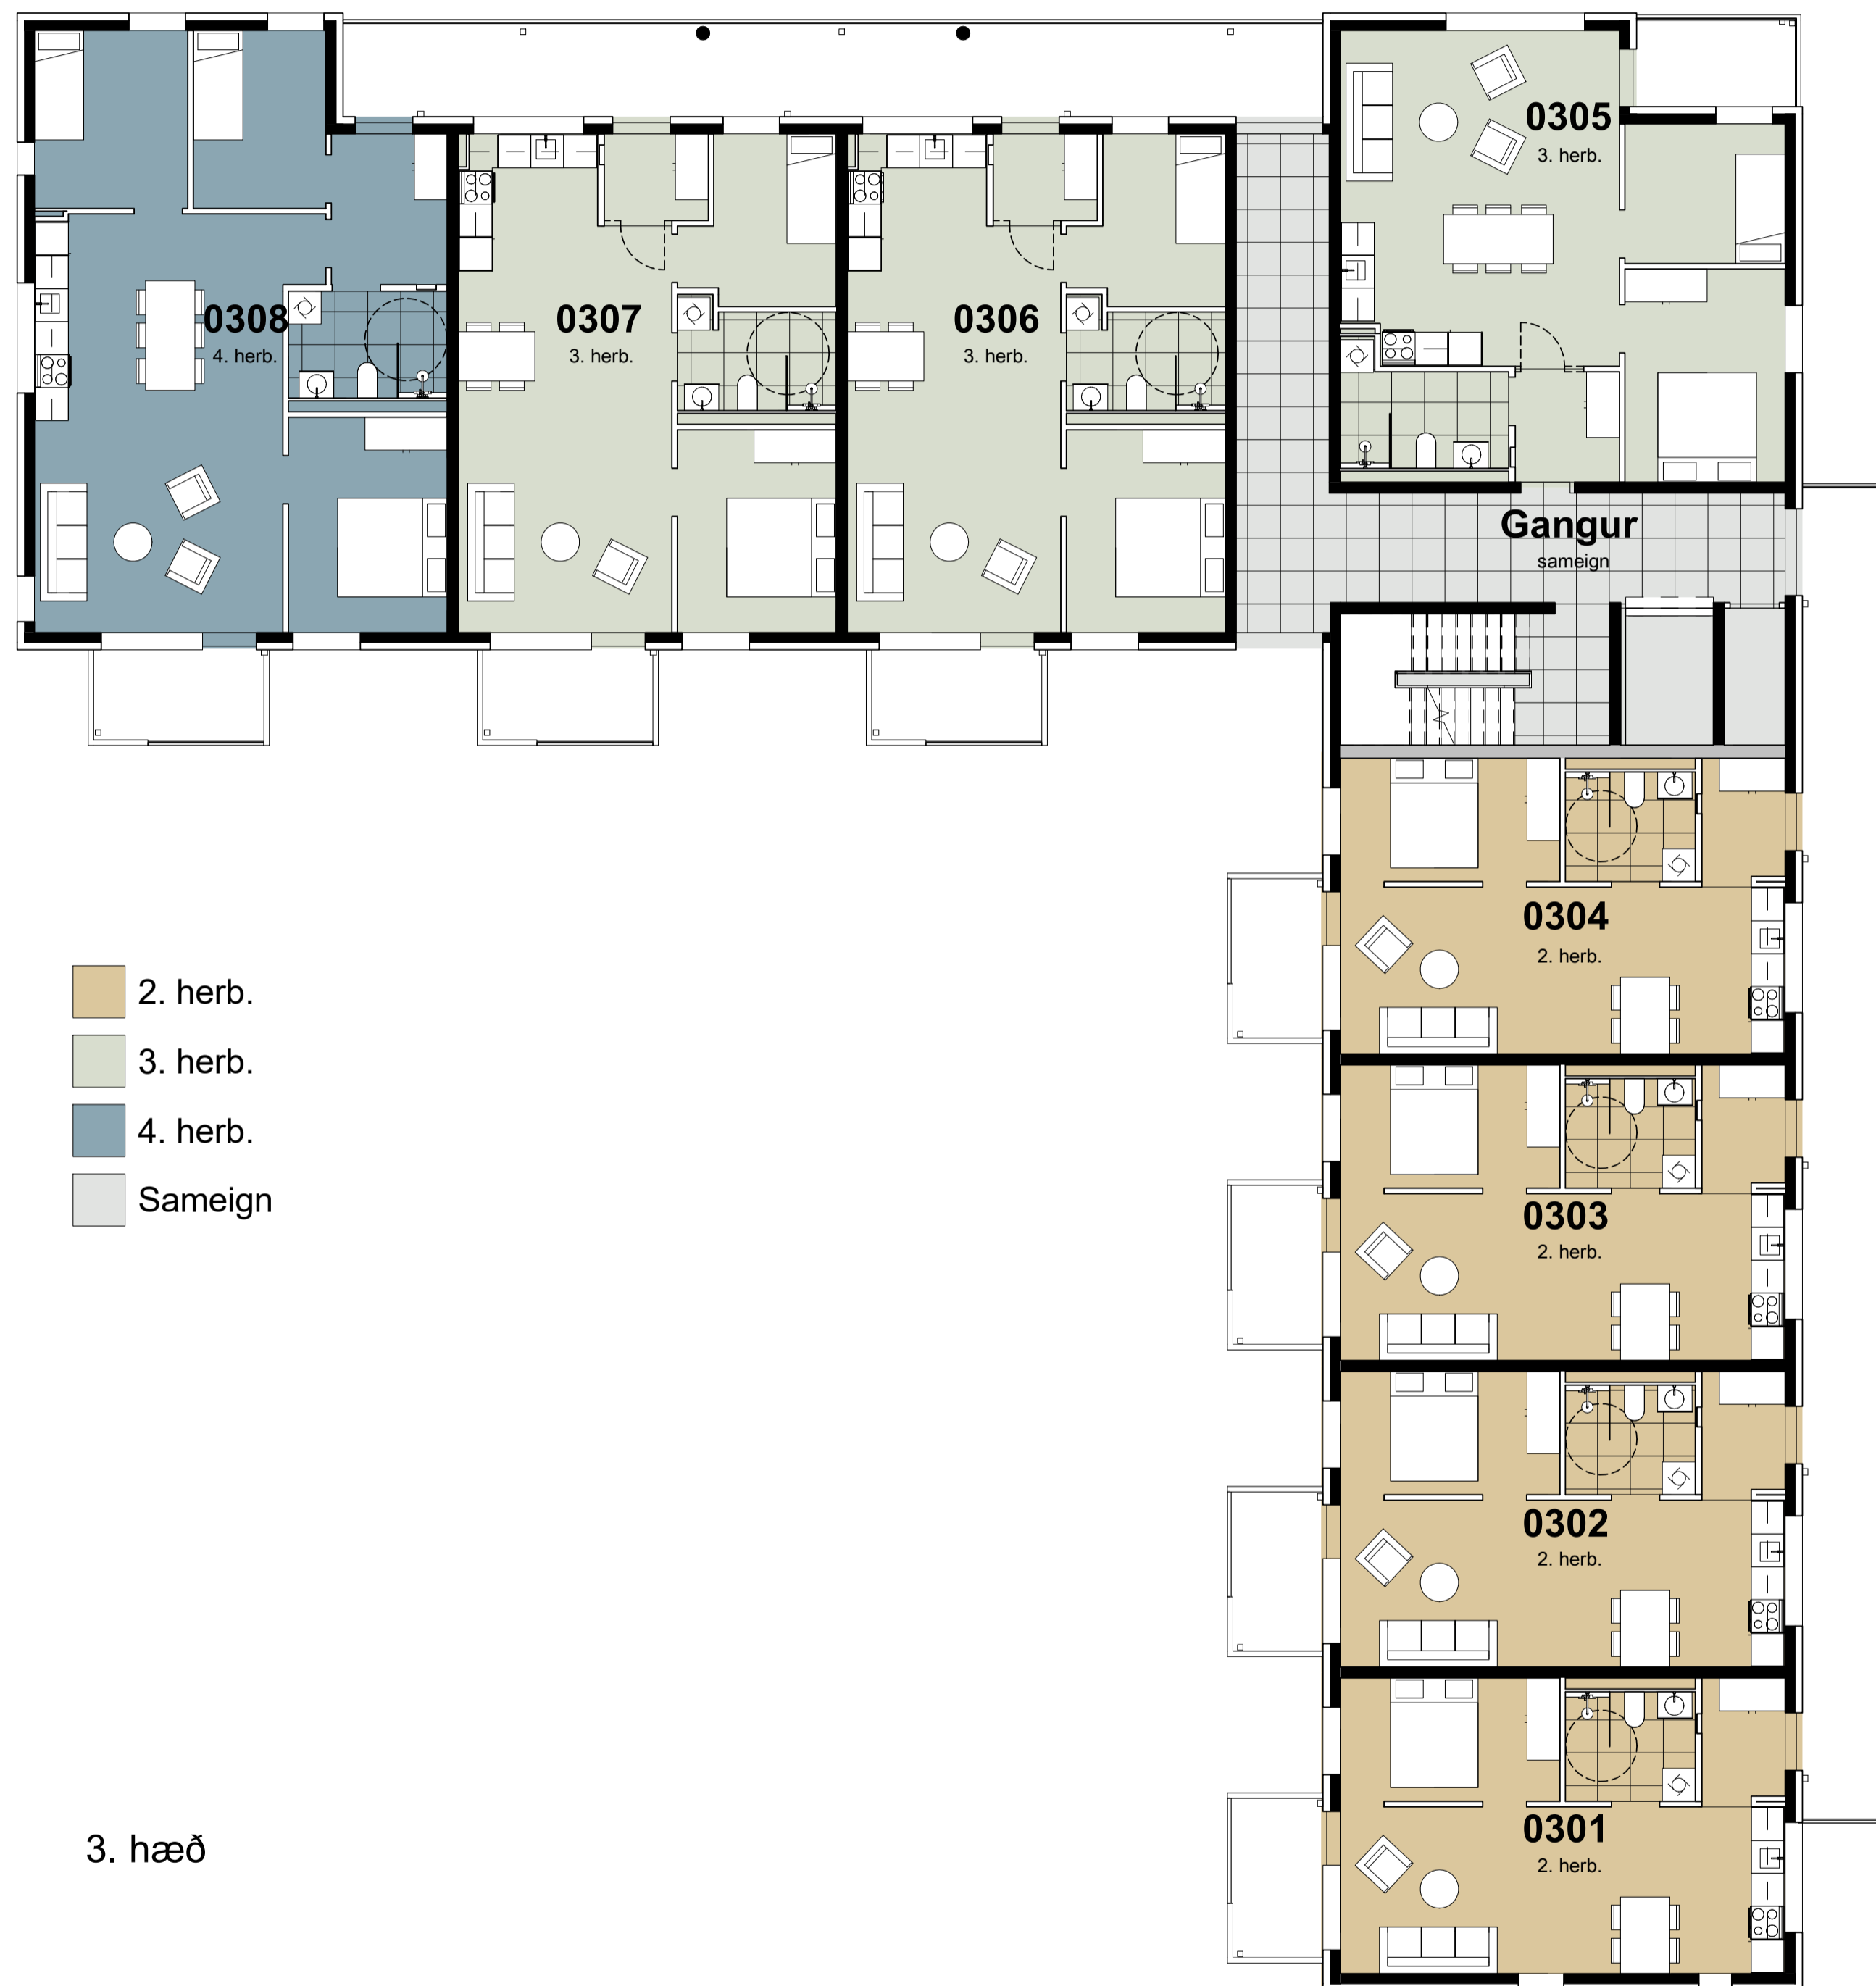 0305
3. herb.
0308
4. herb.
0307
3. herb.
0306
3. herb.
Gangur
sameign
0304
2. herb.
2. herb.
3. herb.
4. herb.
Sameign
0303
2. herb.
0302
2. herb.
0301
2. herb.
3. hæð